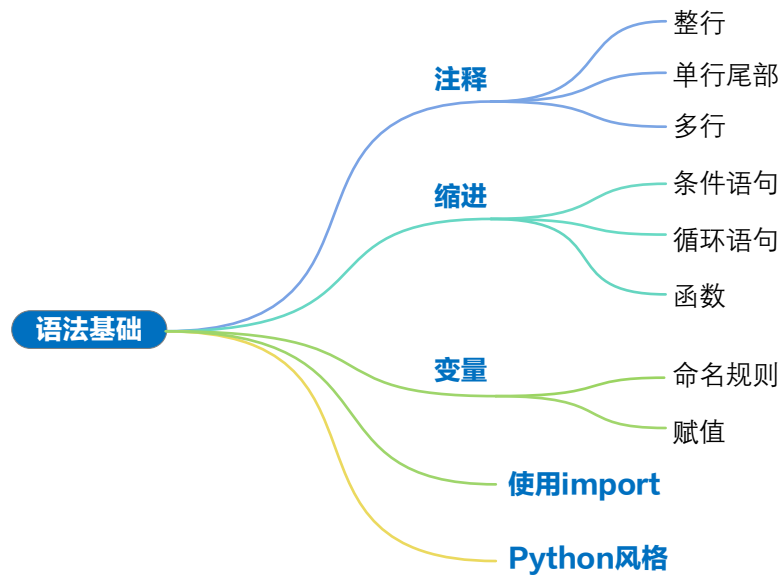 语法基础
注释
整行
单行尾部
多行
缩进
条件语句
循环语句
函数
变量
命名规则
赋值
使用import
Python风格